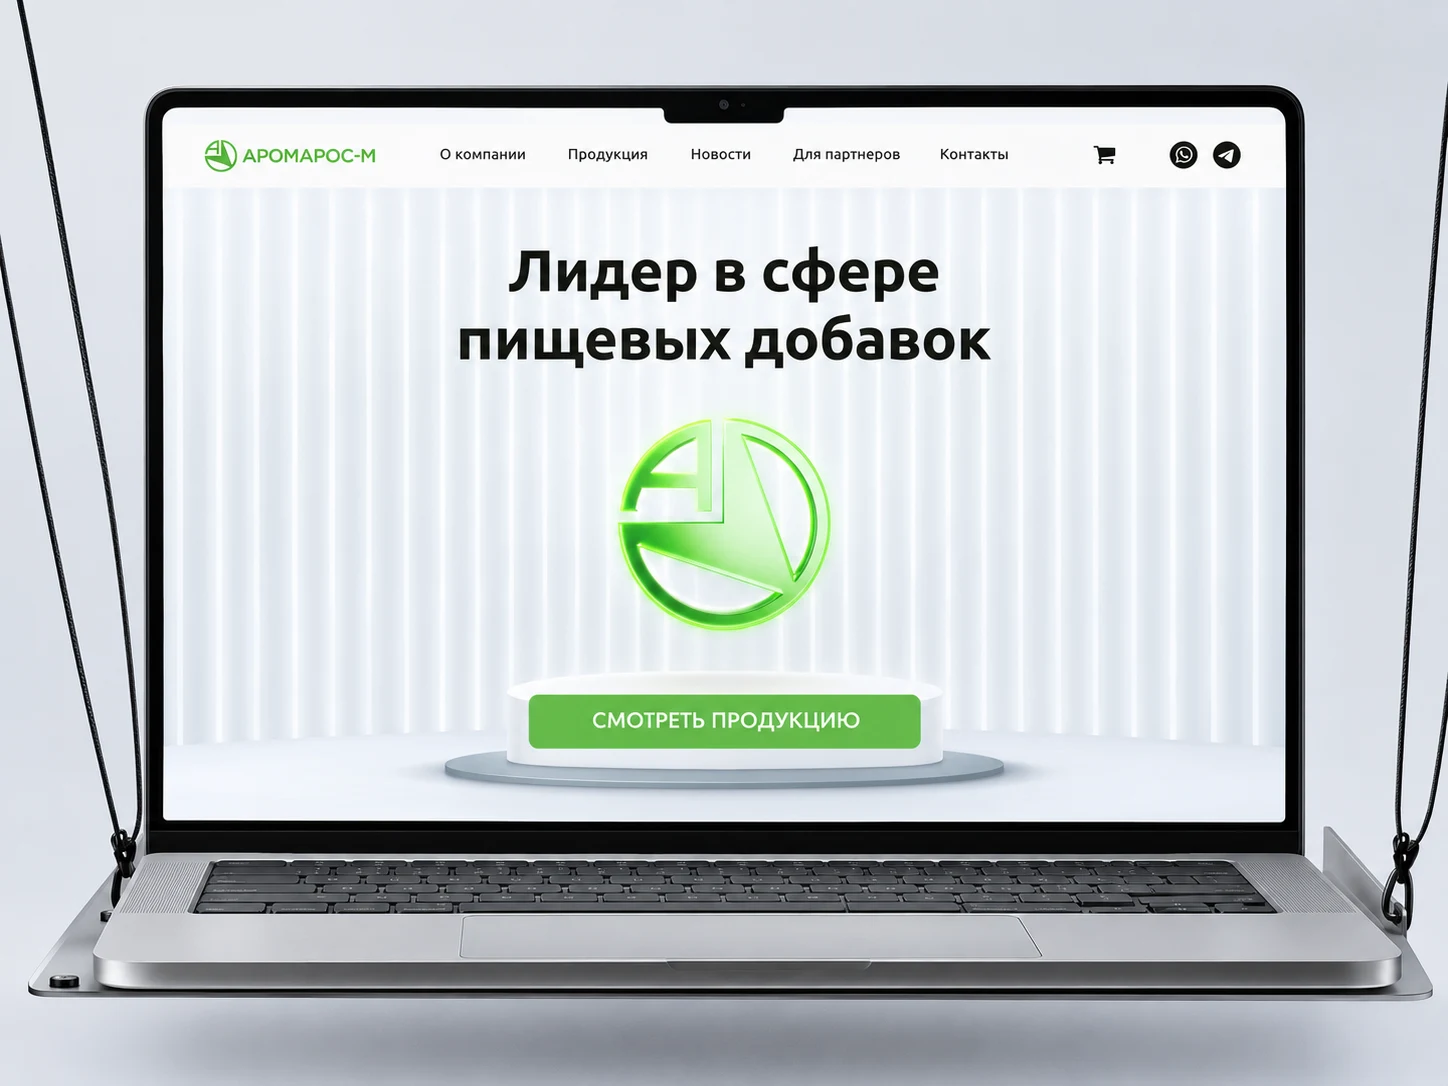 АРОМАРОС-М
О компании
Продукция
Новости
Для партнеров
Контакты
Лидер в сфере
пищевых добавок
СМОТРЕТЬ ПРОДУКЦИЮ